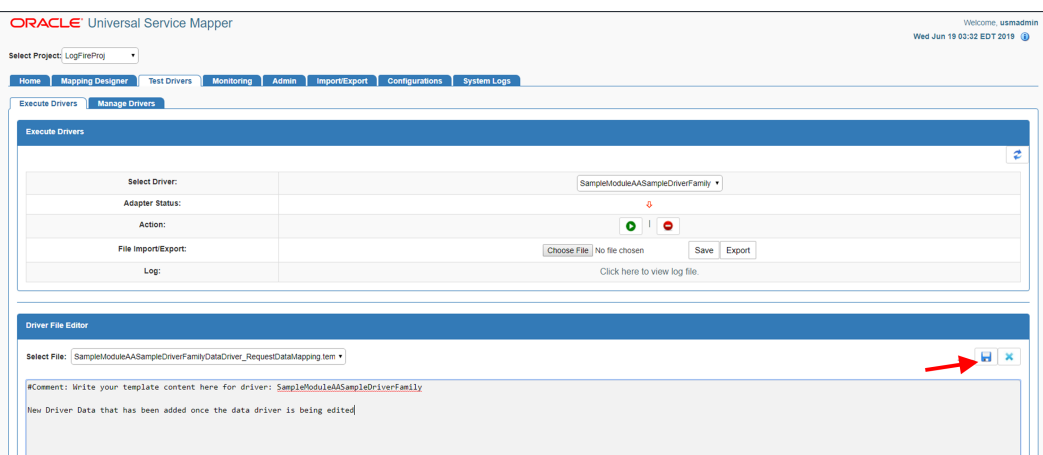 ORACLE® Universal Service Mapper
Welcome, usmadmin
Wed Jun 19 03:32 EDT 2019
Select Project: LogFireProj
Home Mapping Designer Test Drivers Monitoring Admin Import/Export Configurations System Logs
Execute Drivers Manage Drivers
Execute Drivers
Select Driver: SampleModuleAASampleDriverFamily
Adapter Status:
Action: |
File Import/Export: Choose File No file chosen Save Export
Log: Click here to view log file.
Driver File Editor
Select File: SampleModuleAASampleDriverFamilyDataDriver_RequestDataMapping.tem
#Comment: Write your template content here for driver: SampleModuleAASampleDriverFamily
New Driver Data that has been added once the data driver is being edited